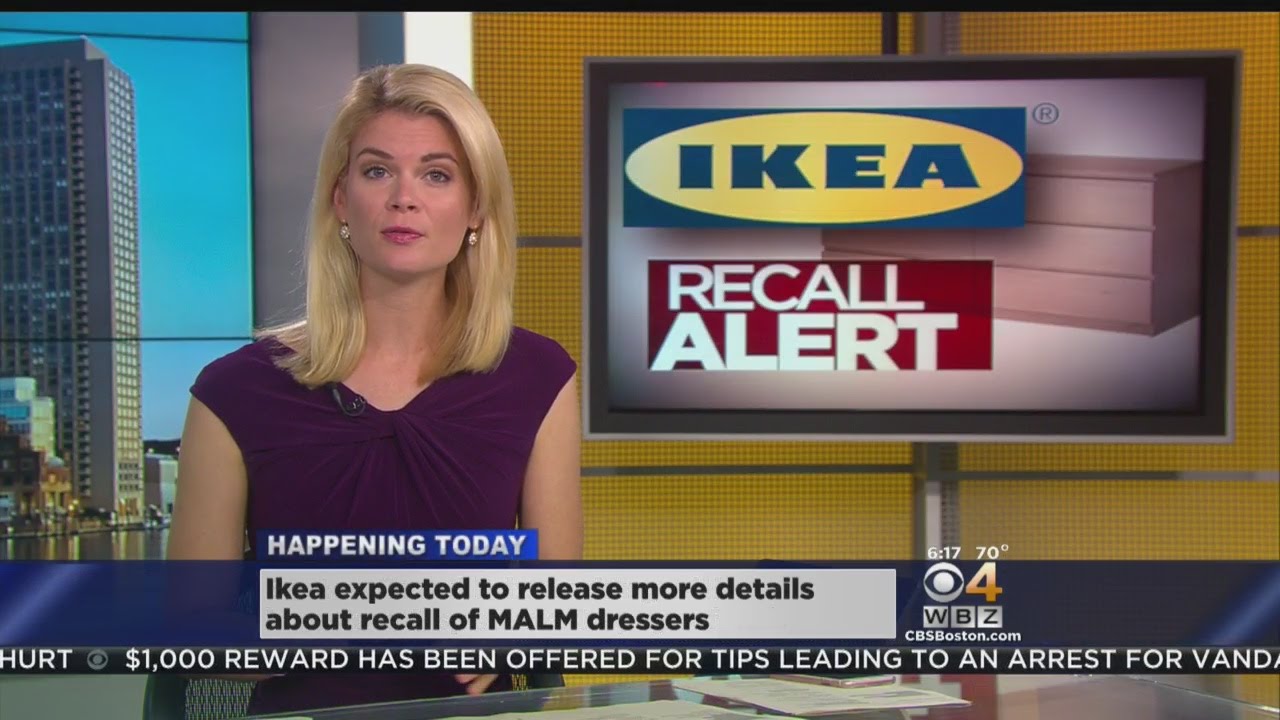 IKEA ®
RECALL
ALERT
HAPPENING TODAY
Ikea expected to release more details
about recall of MALM dressers
6:17 70°
4
WBZ
CBSBoston.com
HURT $1,000 REWARD HAS BEEN OFFERED FOR TIPS LEADING TO AN ARREST FOR VANDA